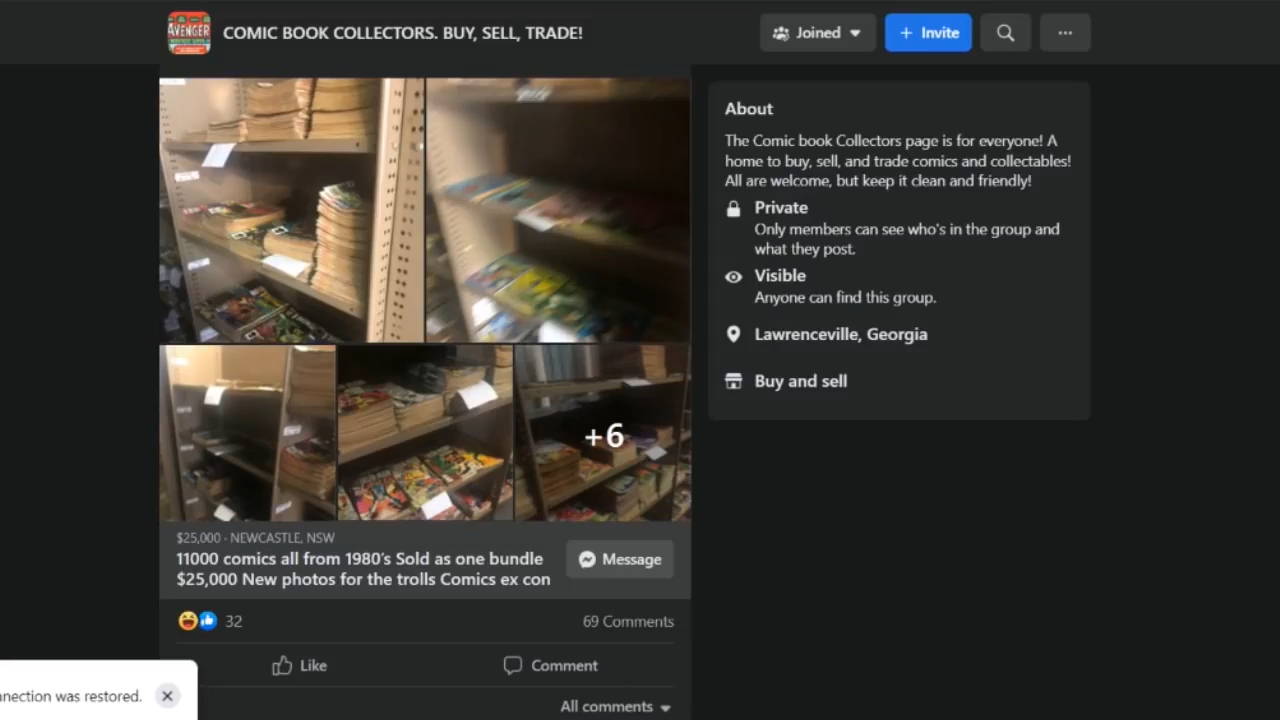 AVENGER
COMIC BOOK COLLECTORS. BUY, SELL, TRADE!
Joined
+ Invite
About
The Comic book Collectors page is for everyone! A
home to buy, sell, and trade comics and collectables!
All are welcome, but keep it clean and friendly!
Private
Only members can see who's in the group and
what they post.
Visible
Anyone can find this group.
Lawrenceville, Georgia
Buy and sell
+6
$25,000 · NEWCASTLE, NSW
11000 comics all from 1980's Sold as one bundle
$25,000 New photos for the trolls Comics ex con
Message
32
69 Comments
Like
Comment
All comments
was restored.